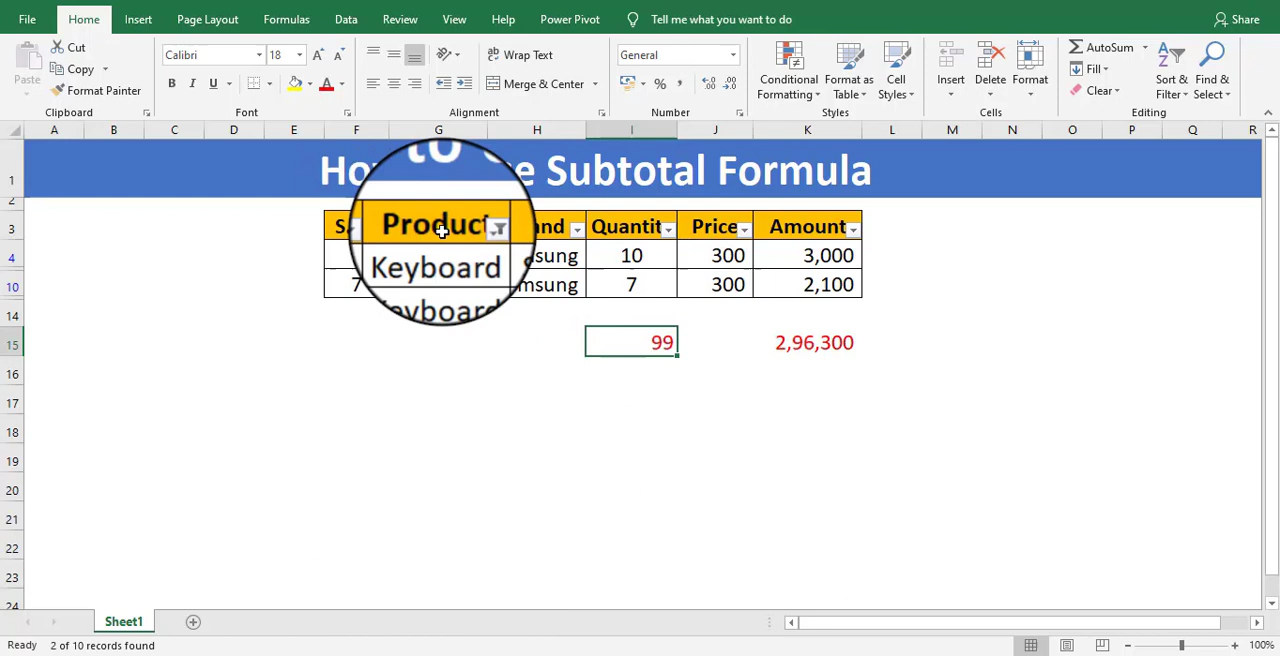 File Home Insert Page Layout Formulas Data Review View Help Power Pivot Tell me what you want to do Share
Paste
Cut
Copy
Format Painter
Clipboard
Calibri 18
B I U
Font
Wrap Text
Merge & Center
Alignment
General
Number
Conditional
Formatting
Format as
Table
Cell
Styles
Styles
Insert
Delete
Format
Cells
AutoSum
Fill
Clear
Sort &
Filter
Find &
Select
Editing
A B C D E F G H I J K L M N O P Q R
1
Subtotal Formula
2
3 Product Quantit Price Amount
4 Keyboard 10 300 3,000
10 7 7 300 2,100
14
15 99 2,96,300
16
17
18
19
20
21
22
23
24
Sheet1
Ready 2 of 10 records found 100%